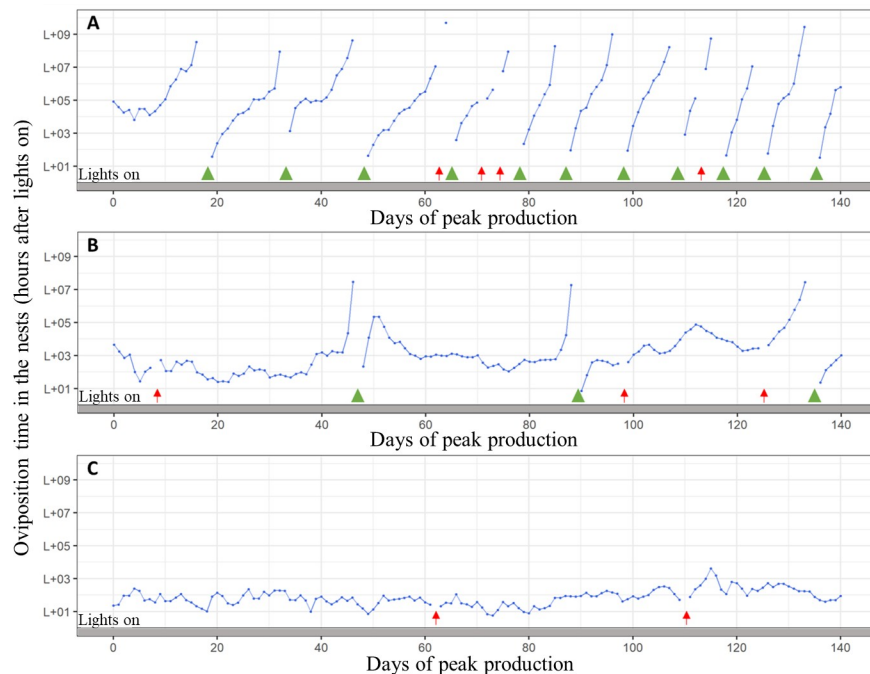 A
L+09
L+07
L+05
L+03
L+01
Lights on
0 20 40 60 80 100 120 140
Days of peak production
B
L+09
L+07
L+05
L+03
L+01
Lights on
0 20 40 60 80 100 120 140
Days of peak production
C
L+09
L+07
L+05
L+03
L+01
Lights on
0 20 40 60 80 100 120 140
Days of peak production
Oviposition time in the nests (hours after lights on)